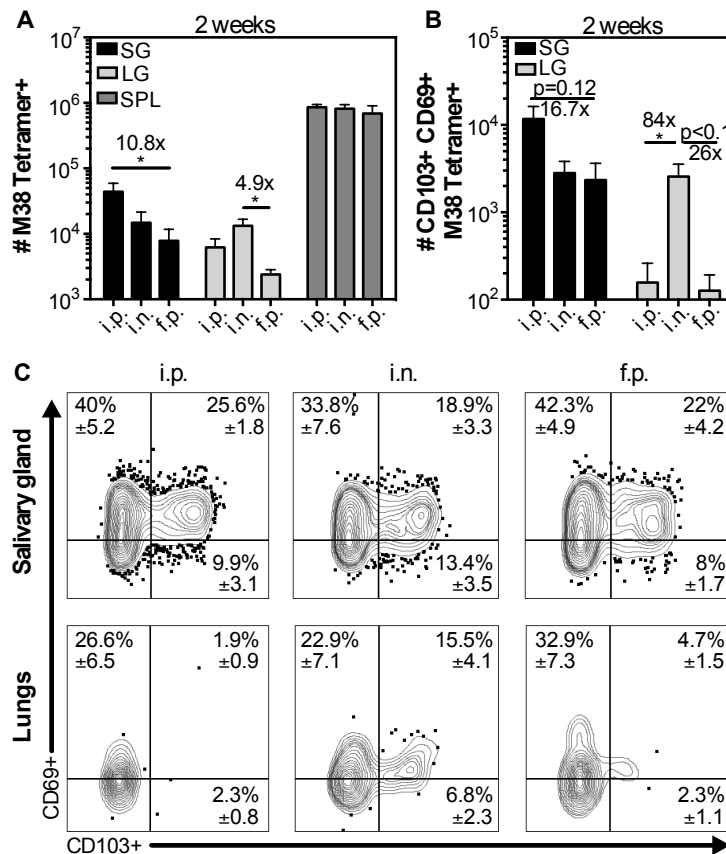 A
2 weeks
10⁷
10⁶
10⁵
10⁴
10³
# M38 Tetramer+
SG
LG
SPL
10.8x
*
4.9x
*
i.p.
i.n.
f.p.
i.p.
i.n.
f.p.
i.p.
i.n.
f.p.
B
2 weeks
10⁵
10⁴
10³
10²
# CD103+ CD69+
M38 Tetramer+
SG
LG
p=0.12
16.7x
84x
*
p<0.1
26x
i.p.
i.n.
f.p.
i.p.
i.n.
f.p.
C
i.p.
i.n.
f.p.
Salivary gland
40%
±5.2
25.6%
±1.8
9.9%
±3.1
33.8%
±7.6
18.9%
±3.3
13.4%
±3.5
42.3%
±4.9
22%
±4.2
8%
±1.7
Lungs
26.6%
±6.5
1.9%
±0.9
2.3%
±0.8
22.9%
±7.1
15.5%
±4.1
6.8%
±2.3
32.9%
±7.3
4.7%
±1.5
2.3%
±1.1
CD69+
CD103+